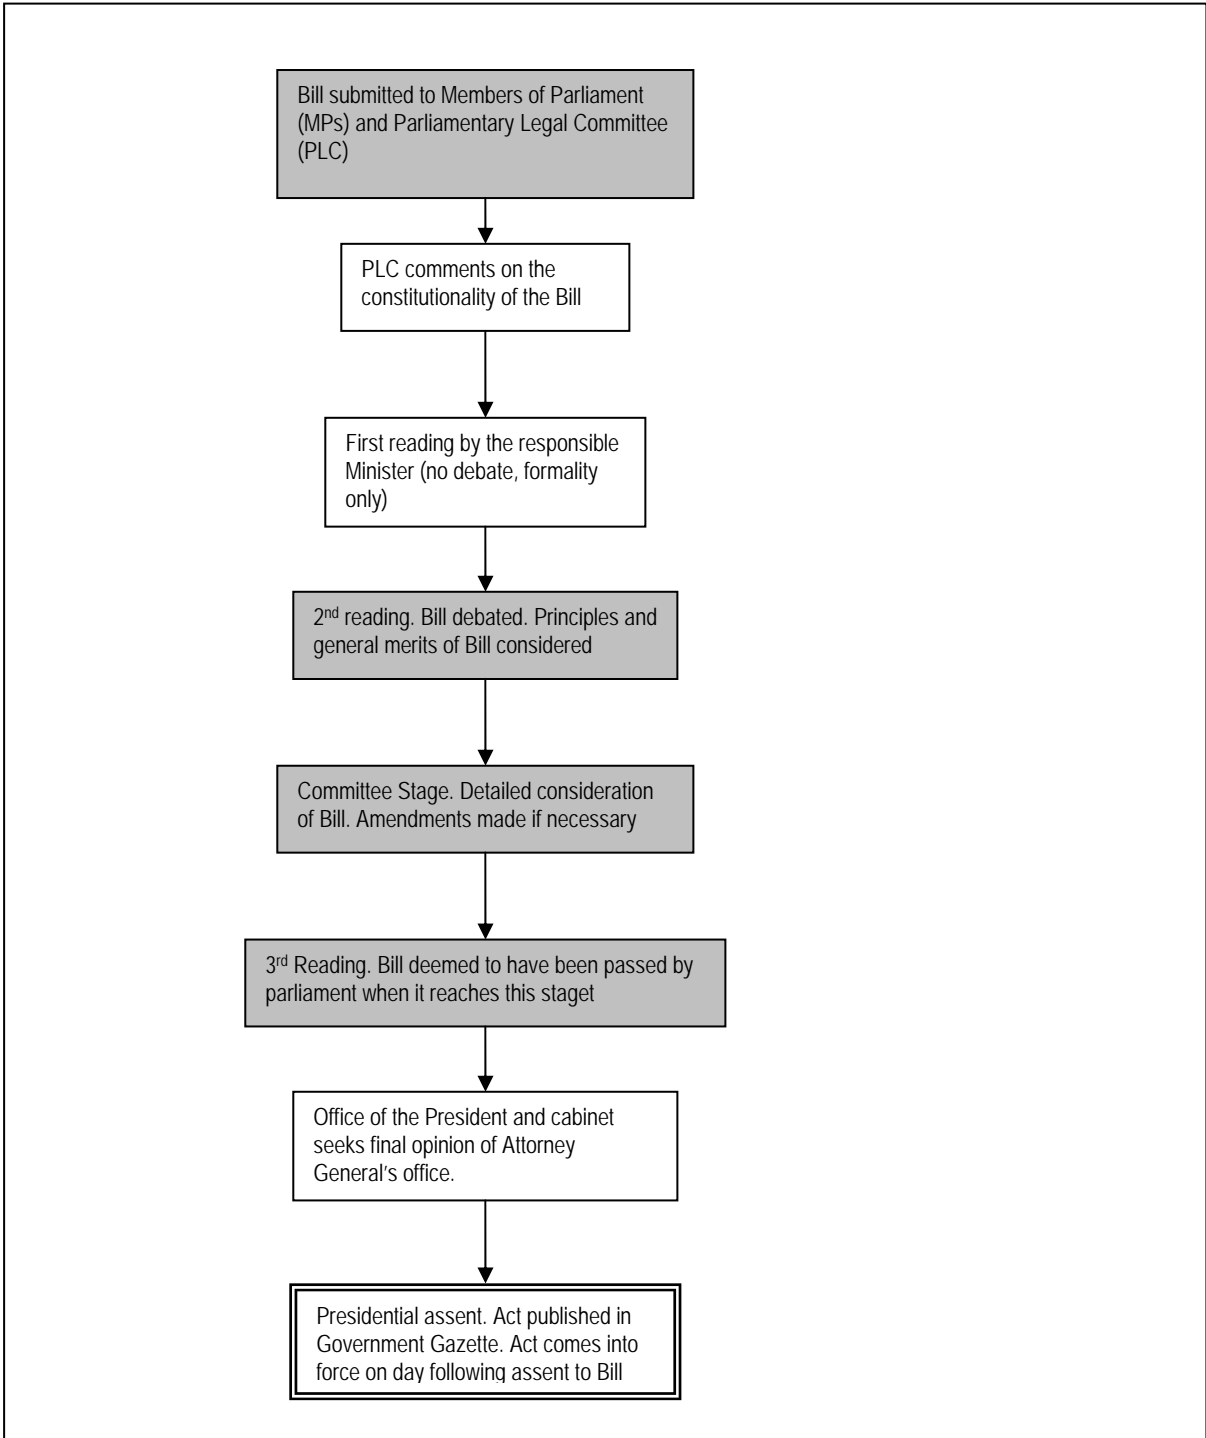 Bill submitted to Members of Parliament
(MPs) and Parliamentary Legal Committee
(PLC)
PLC comments on the
constitutionality of the Bill
First reading by the responsible
Minister (no debate, formality
only)
2nd reading. Bill debated. Principles and
general merits of Bill considered
Committee Stage. Detailed consideration
of Bill. Amendments made if necessary
3rd Reading. Bill deemed to have been passed by
parliament when it reaches this staget
Office of the President and cabinet
seeks final opinion of Attorney
General’s office.
Presidential assent. Act published in
Government Gazette. Act comes into
force on day following assent to Bill